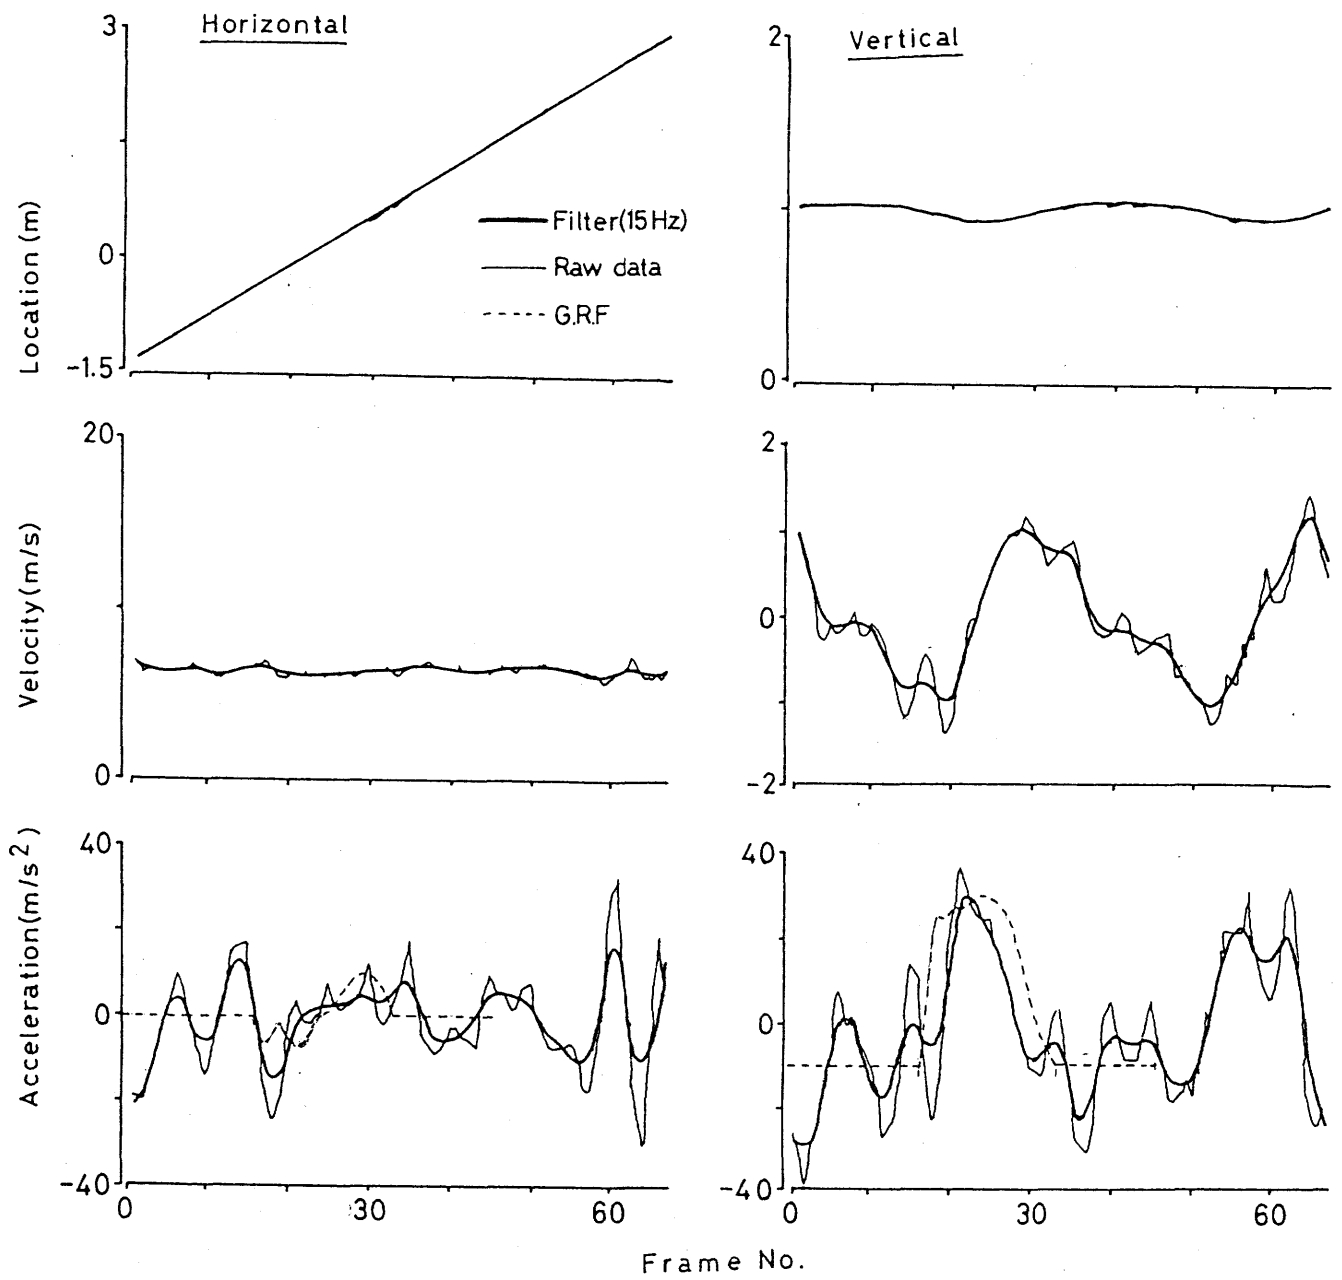 Horizontal
Vertical
3
0
-1.5
Location (m)
Filter(15Hz)
Raw data
G.R.F
2
0
20
0
Velocity(m/s)
2
0
-2
40
0
-40
Acceleration(m/s²)
0 30 60
40
0
-40
0 30 60
Frame No.